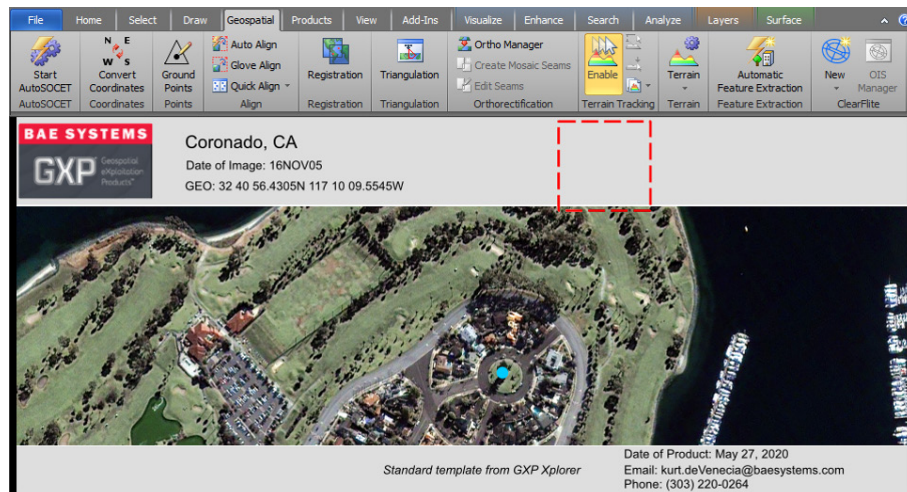 File Home Select Draw Geospatial Products View Add-Ins Visualize Enhance Search Analyze Layers Surface
N E
W S
Start
AutoSOCET
AutoSOCET
Convert
Coordinates
Coordinates
Ground
Points
Points
Auto Align
Glove Align
Quick Align
Align
Registration
Registration
Triangulation
Triangulation
Ortho Manager
Create Mosaic Seams
Edit Seams
Orthorectification
Enable
Terrain Tracking
Terrain
Terrain
Automatic
Feature Extraction
Feature Extraction
New
OIS
Manager
ClearFlite
BAE SYSTEMS
GXP Geospatial
eXploitation
Products™
Coronado, CA
Date of Image: 16NOV05
GEO: 32 40 56.4305N 117 10 09.5545W
Standard template from GXP Xplorer
Date of Product: May 27, 2020
Email: kurt.deVenecia@baesystems.com
Phone: (303) 220-0264